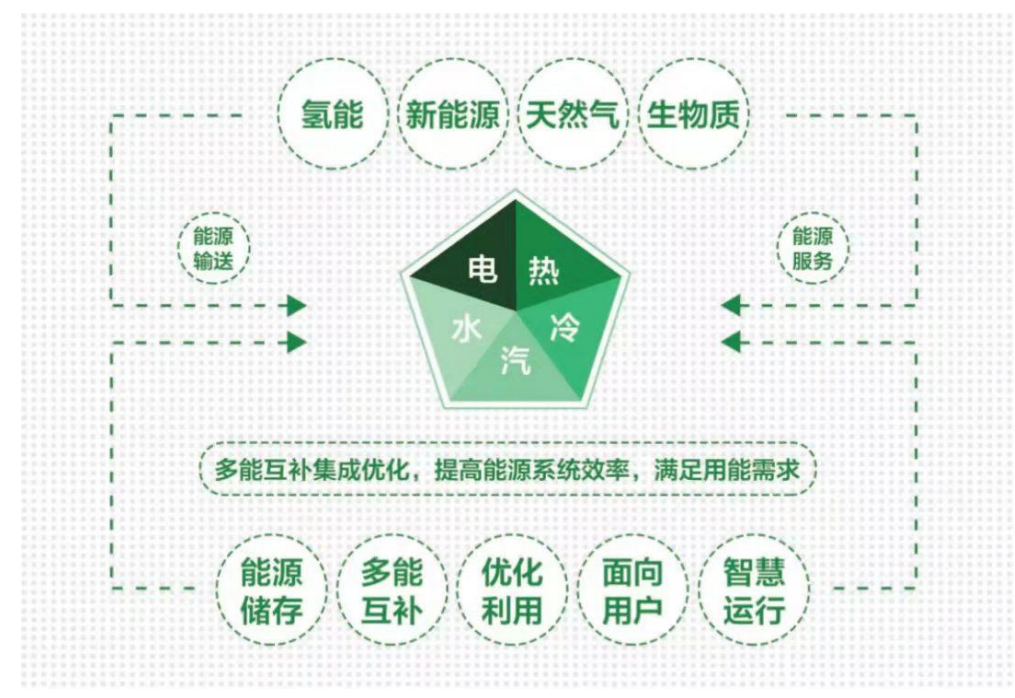 氢能
新能源
天然气
生物质
能源
输送
能源
服务
电
热
水
冷
汽
多能互补集成优化，提高能源系统效率，满足用能需求
能源
储存
多能
互补
优化
利用
面向
用户
智慧
运行